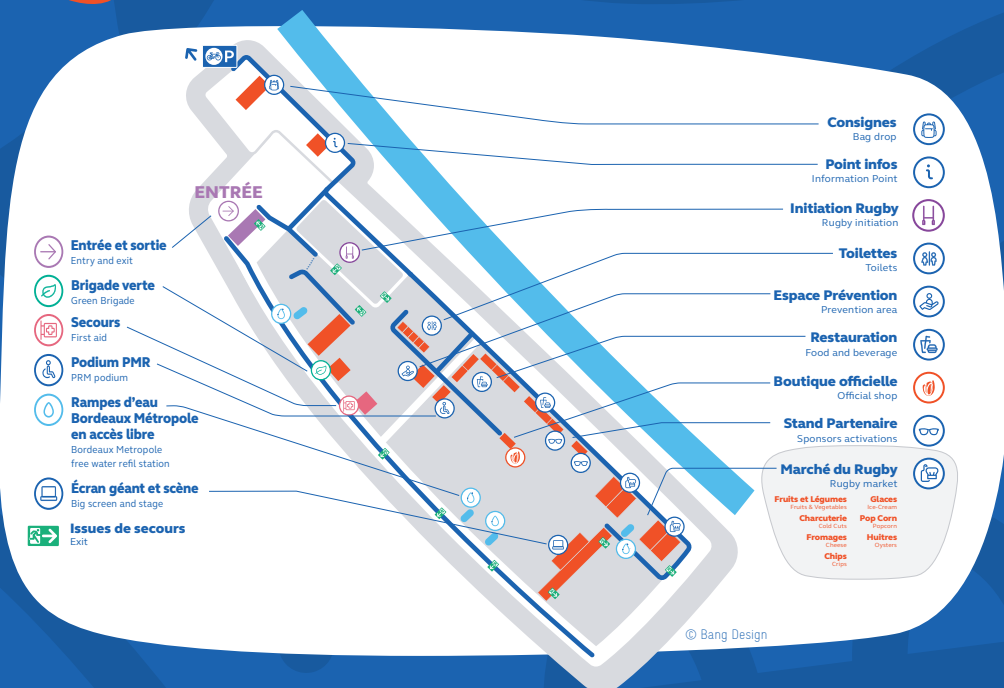 P
ENTRÉE
Entrée et sortie
Entry and exit
Brigade verte
Green Brigade
Secours
First aid
Podium PMR
PRM podium
Rampes d'eau
Bordeaux Métropole
en accès libre
Bordeaux Metropole
free water refil station
Écran géant et scène
Big screen and stage
Issues de secours
Exit
Consignes
Bag drop
i
Point infos
Information Point
i
Initiation Rugby
Rugby initiation
Toilettes
Toilets
Espace Prévention
Prevention area
Restauration
Food and beverage
Boutique officielle
Official shop
Stand Partenaire
Sponsors activations
Marché du Rugby
Rugby market
Fruits et Légumes
Fruits & Vegetables
Charcuterie
Cold Cuts
Fromages
Cheese
Chips
Crips
Glaces
Ice-Cream
Pop Corn
Popcorn
Huitres
Oysters
© Bang Design